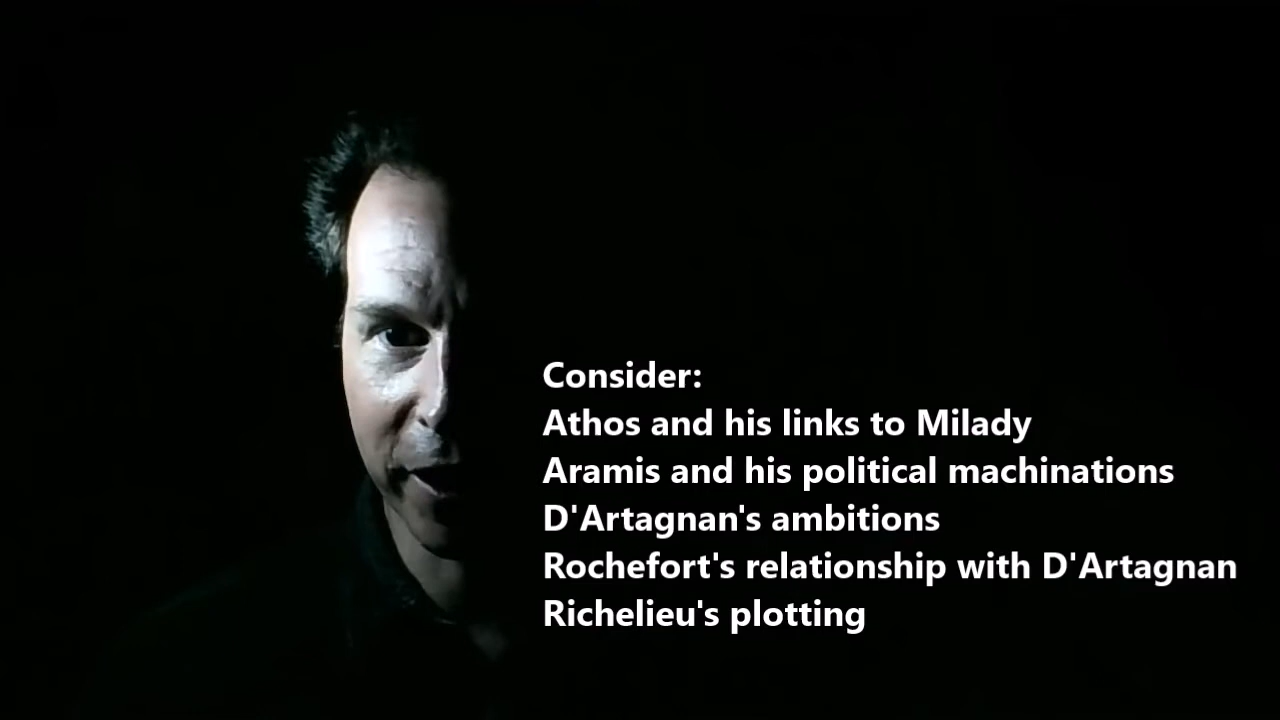 Consider:
Athos and his links to Milady
Aramis and his political machinations
D'Artagnan's ambitions
Rochefort's relationship with D'Artagnan
Richelieu's plotting